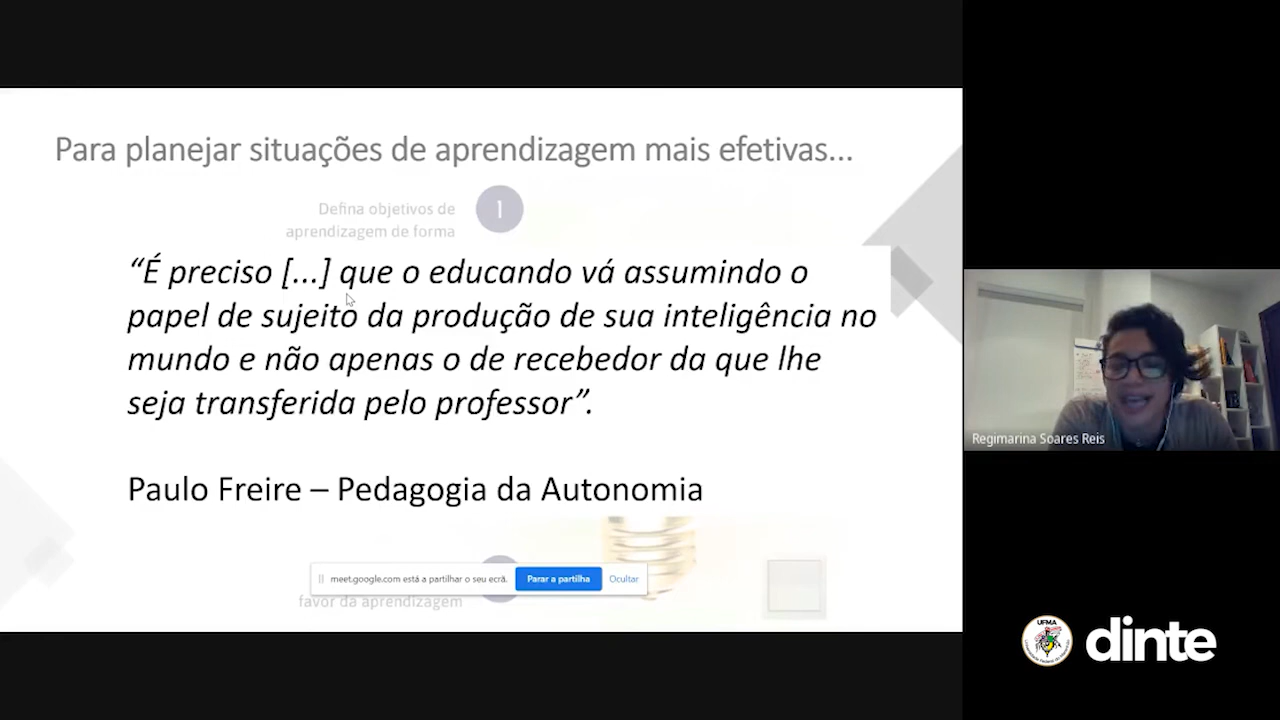 Para planejar situações de aprendizagem mais efetivas...
Defina objetivos de
aprendizagem de forma
1
“É preciso [...] que o educando vá assumindo o
papel de sujeito da produção de sua inteligência no
mundo e não apenas o de recebedor da que lhe
seja transferida pelo professor”.
Paulo Freire – Pedagogia da Autonomia
meet.google.com está a partilhar o seu ecrã.
Parar a partilha
Ocultar
favor da aprendizagem
Regimarina Soares Reis
UFMA
dinte